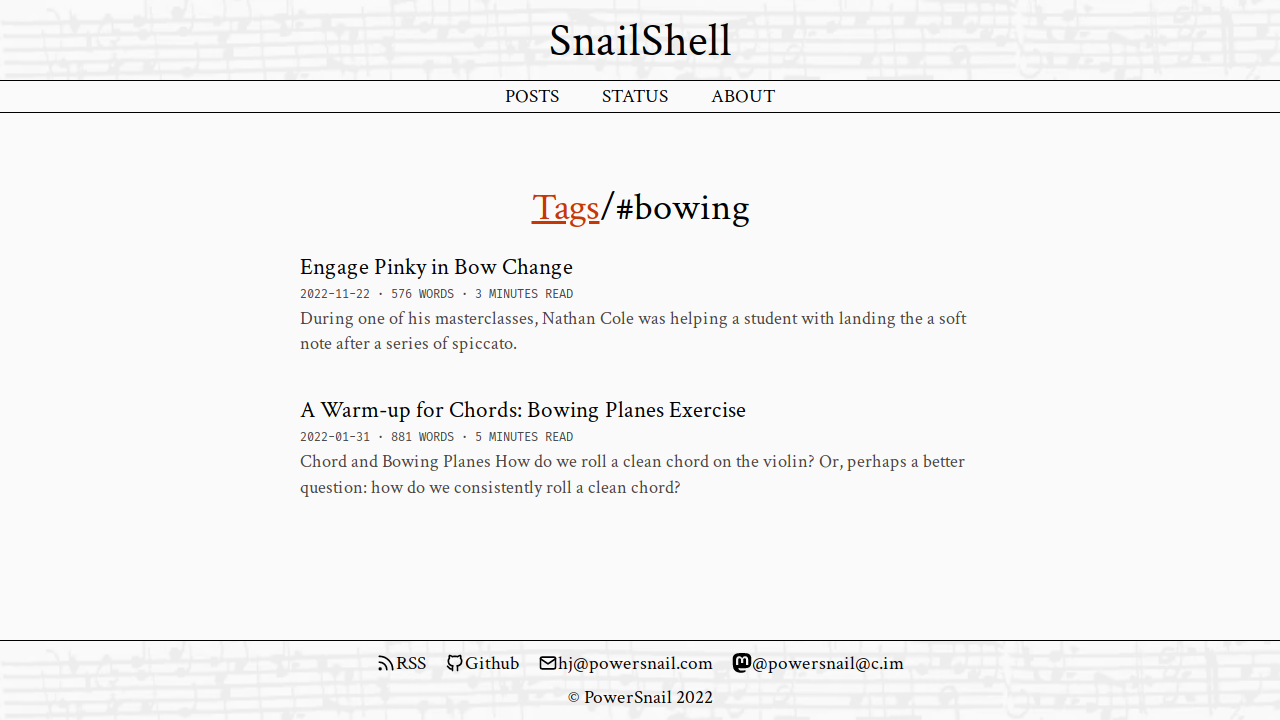 SnailShell
POSTS STATUS ABOUT
Tags/#bowing
Engage Pinky in Bow Change
2022-11-22 · 576 WORDS · 3 MINUTES READ
During one of his masterclasses, Nathan Cole was helping a student with landing the a soft
note after a series of spiccato.
A Warm-up for Chords: Bowing Planes Exercise
2022-01-31 · 881 WORDS · 5 MINUTES READ
Chord and Bowing Planes How do we roll a clean chord on the violin? Or, perhaps a better
question: how do we consistently roll a clean chord?
RSS Github hj@powersnail.com @powersnail@c.im
© PowerSnail 2022